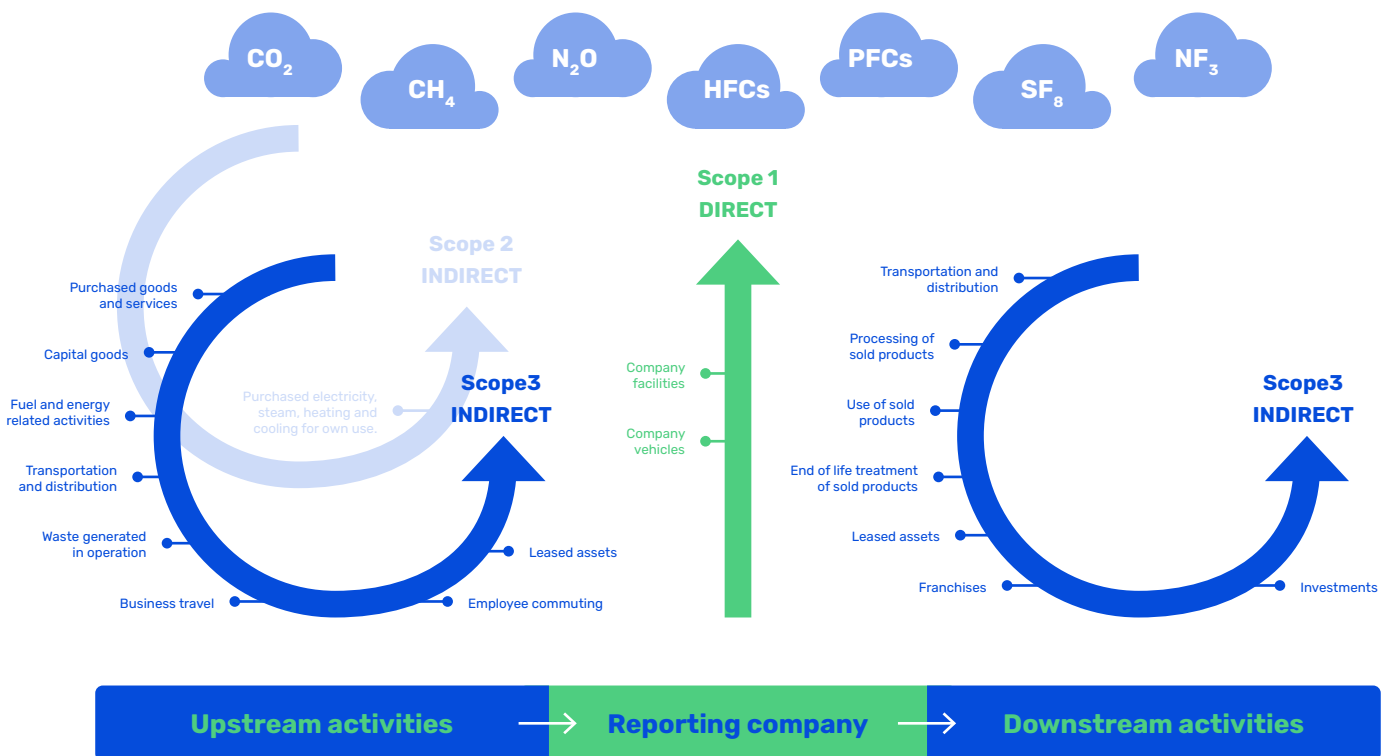 CO2
CH4
N2O
HFCs
PFCs
SF8
NF3
Scope 1
DIRECT
Scope 2
INDIRECT
Purchased electricity,
steam, heating and
cooling for own use.
Purchased goods
and services
Capital goods
Fuel and energy
related activities
Transportation
and distribution
Waste generated
in operation
Business travel
Scope3
INDIRECT
Leased assets
Employee commuting
Company
facilities
Company
vehicles
Transportation and
distribution
Processing of
sold products
Use of sold
products
End of life treatment
of sold products
Leased assets
Franchises
Scope3
INDIRECT
Investments
Upstream activities
Reporting company
Downstream activities